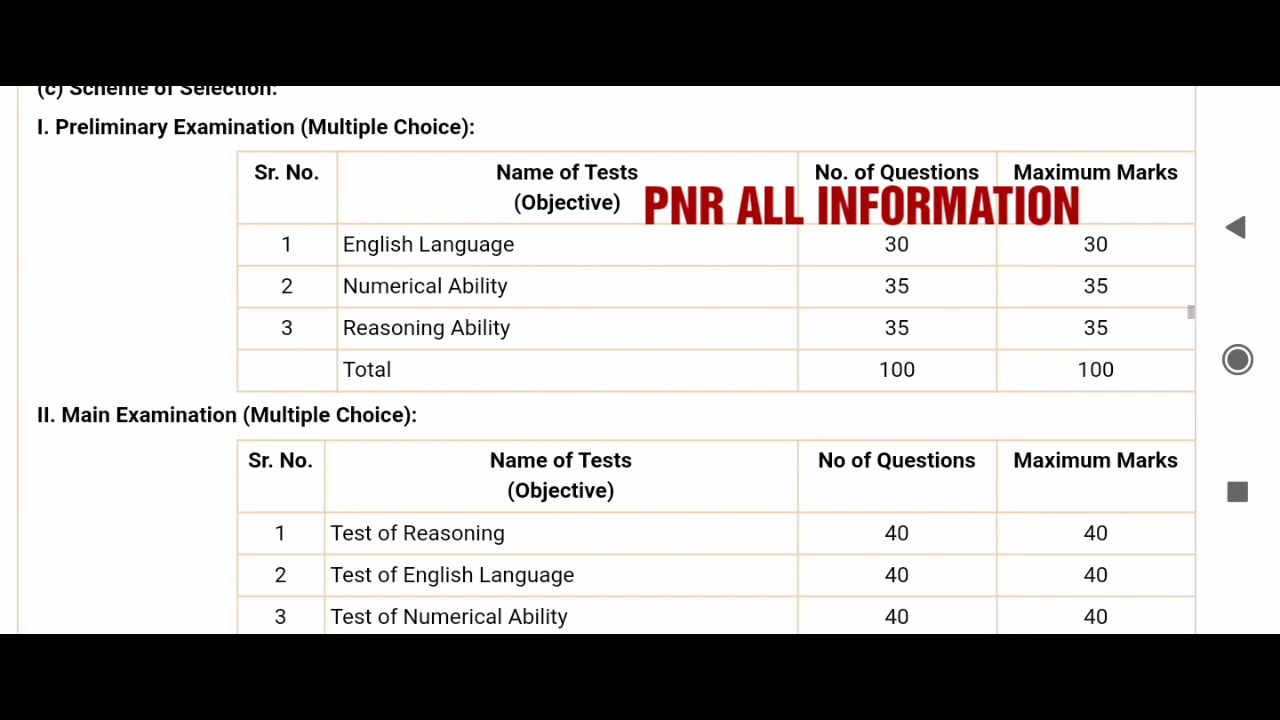 (c) Scheme of Selection:
I. Preliminary Examination (Multiple Choice):
Sr. No. Name of Tests (Objective) No. of Questions Maximum Marks
PNR ALL INFORMATION
1 English Language 30 30
2 Numerical Ability 35 35
3 Reasoning Ability 35 35
Total 100 100
II. Main Examination (Multiple Choice):
Sr. No. Name of Tests (Objective) No of Questions Maximum Marks
1 Test of Reasoning 40 40
2 Test of English Language 40 40
3 Test of Numerical Ability 40 40